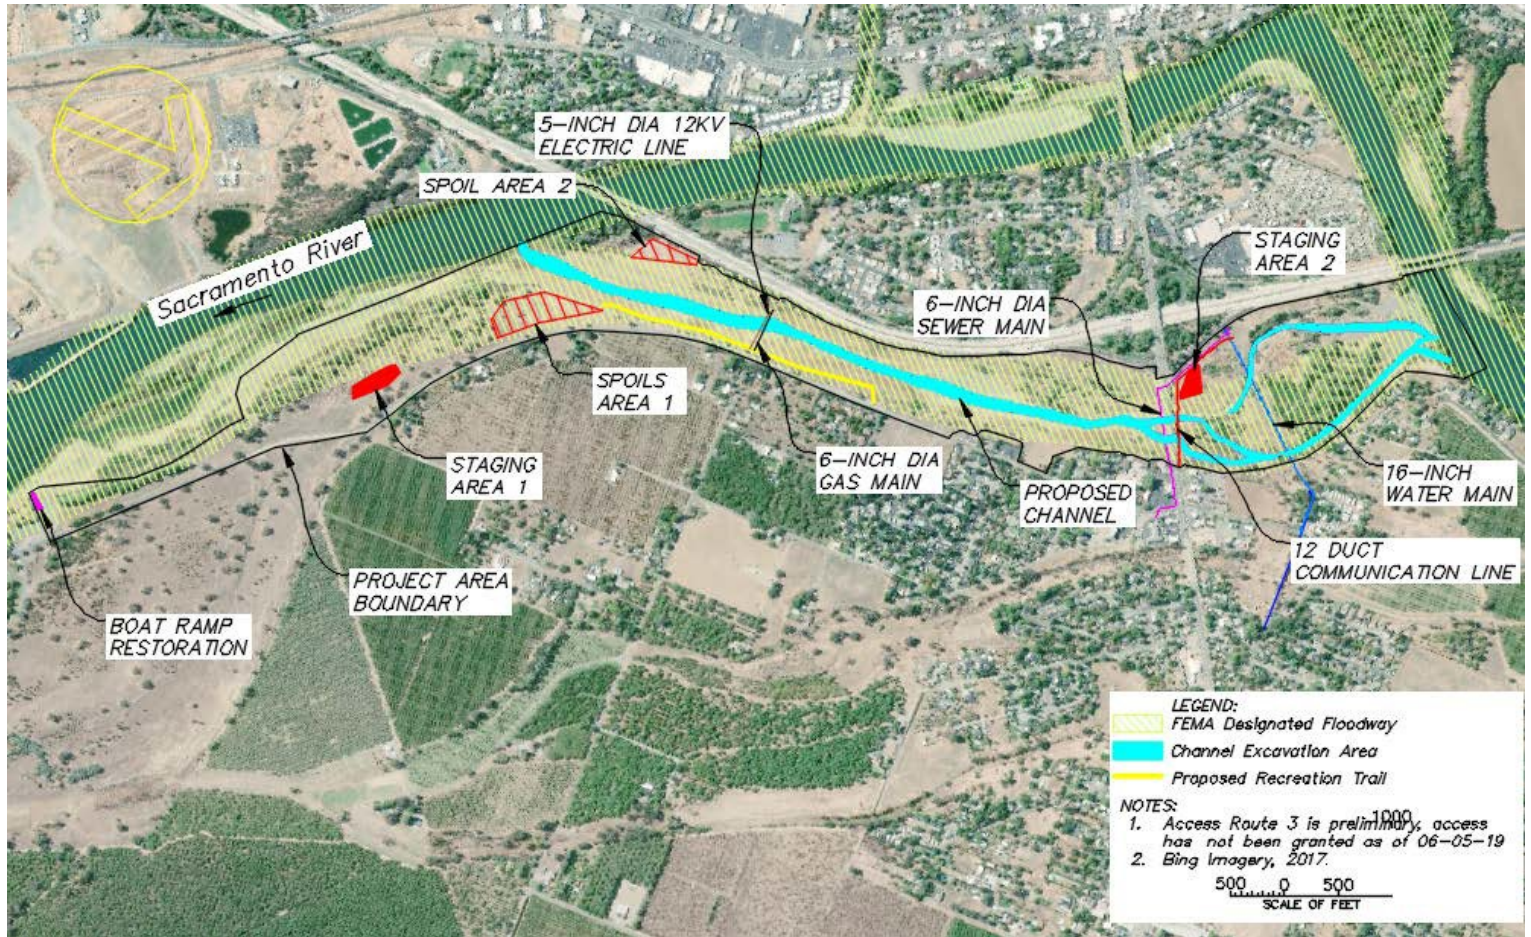 5-INCH DIA 12KV
ELECTRIC LINE
SPOIL AREA 2
Sacramento River
STAGING
AREA 2
6-INCH DIA
SEWER MAIN
SPOILS
AREA 1
STAGING
AREA 1
6-INCH DIA
GAS MAIN
PROPOSED
CHANNEL
16-INCH
WATER MAIN
12 DUCT
COMMUNICATION LINE
PROJECT AREA
BOUNDARY
BOAT RAMP
RESTORATION
LEGEND:
FEMA Designated Floodway
Channel Excavation Area
Proposed Recreation Trail
NOTES:
1. Access Route 3 is preliminary, access
has not been granted as of 06-05-19
2. Bing Imagery, 2017.
1000
500 0 500
SCALE OF FEET